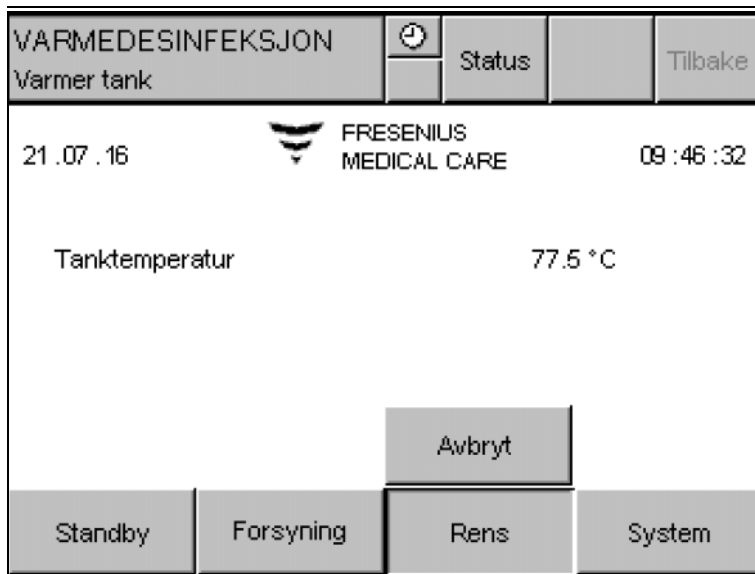 VARMEDESINFEKSJON
Varmer tank
Status
Tilbake
21 .07 .16
FRESENIUS
MEDICAL CARE
09 :46 :32
Tanktemperatur 77.5 °C
Avbryt
Standby
Forsyning
Rens
System